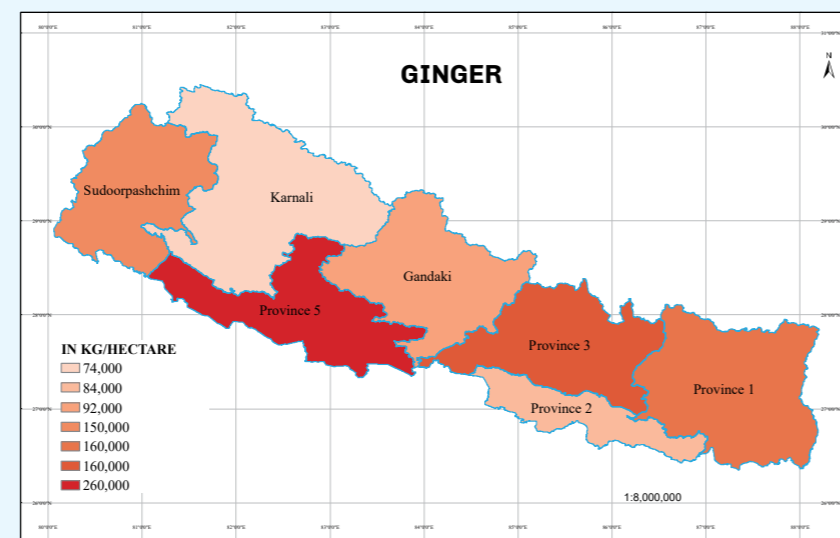 GINGER
N
Sudoorpashchim
Karnali
Gandaki
Province 5
Province 3
Province 1
Province 2
IN KG/HECTARE
74,000
84,000
92,000
150,000
160,000
160,000
260,000
1:8,000,000